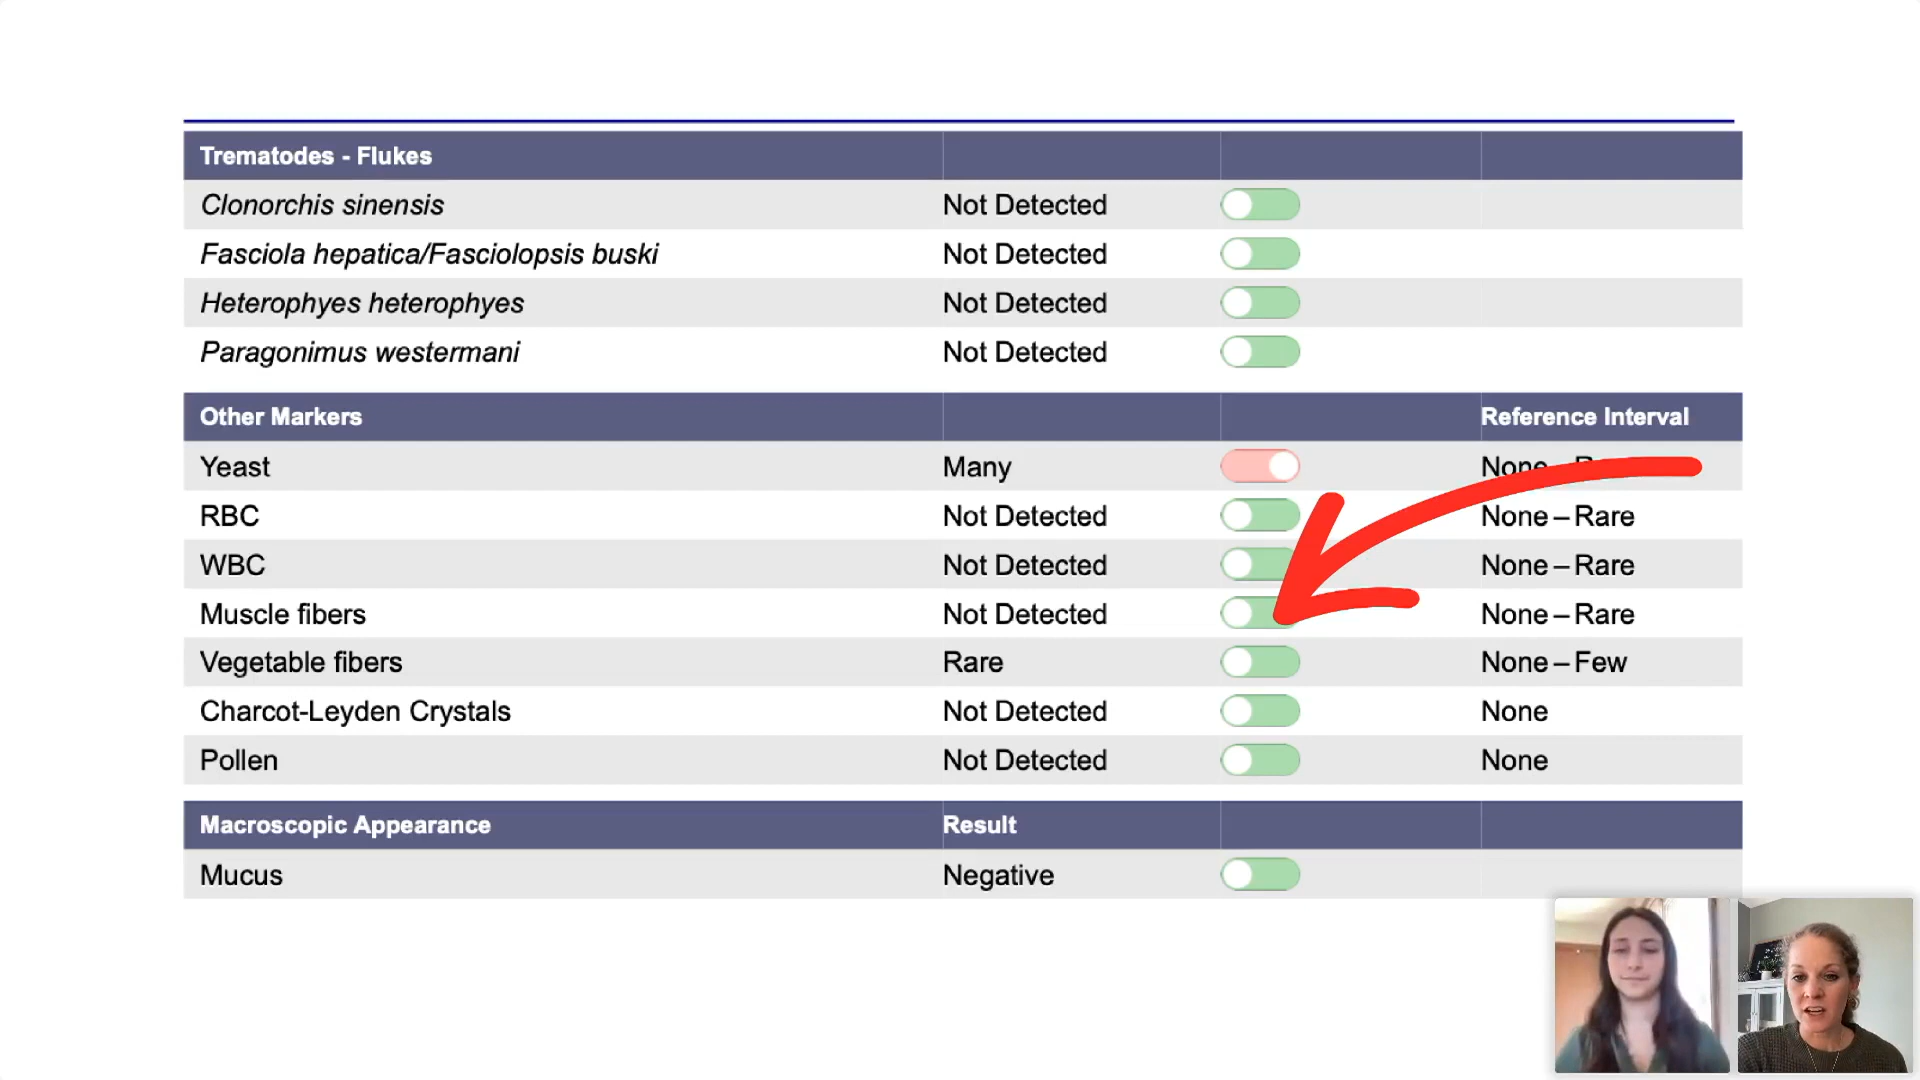 Trematodes - Flukes
Clonorchis sinensis Not Detected
Fasciola hepatica/Fasciolopsis buski Not Detected
Heterophyes heterophyes Not Detected
Paragonimus westermani Not Detected
Other Markers Reference Interval
Yeast Many None –
RBC Not Detected None – Rare
WBC Not Detected None – Rare
Muscle fibers Not Detected None – Rare
Vegetable fibers Rare None – Few
Charcot-Leyden Crystals Not Detected None
Pollen Not Detected None
Macroscopic Appearance Result
Mucus Negative